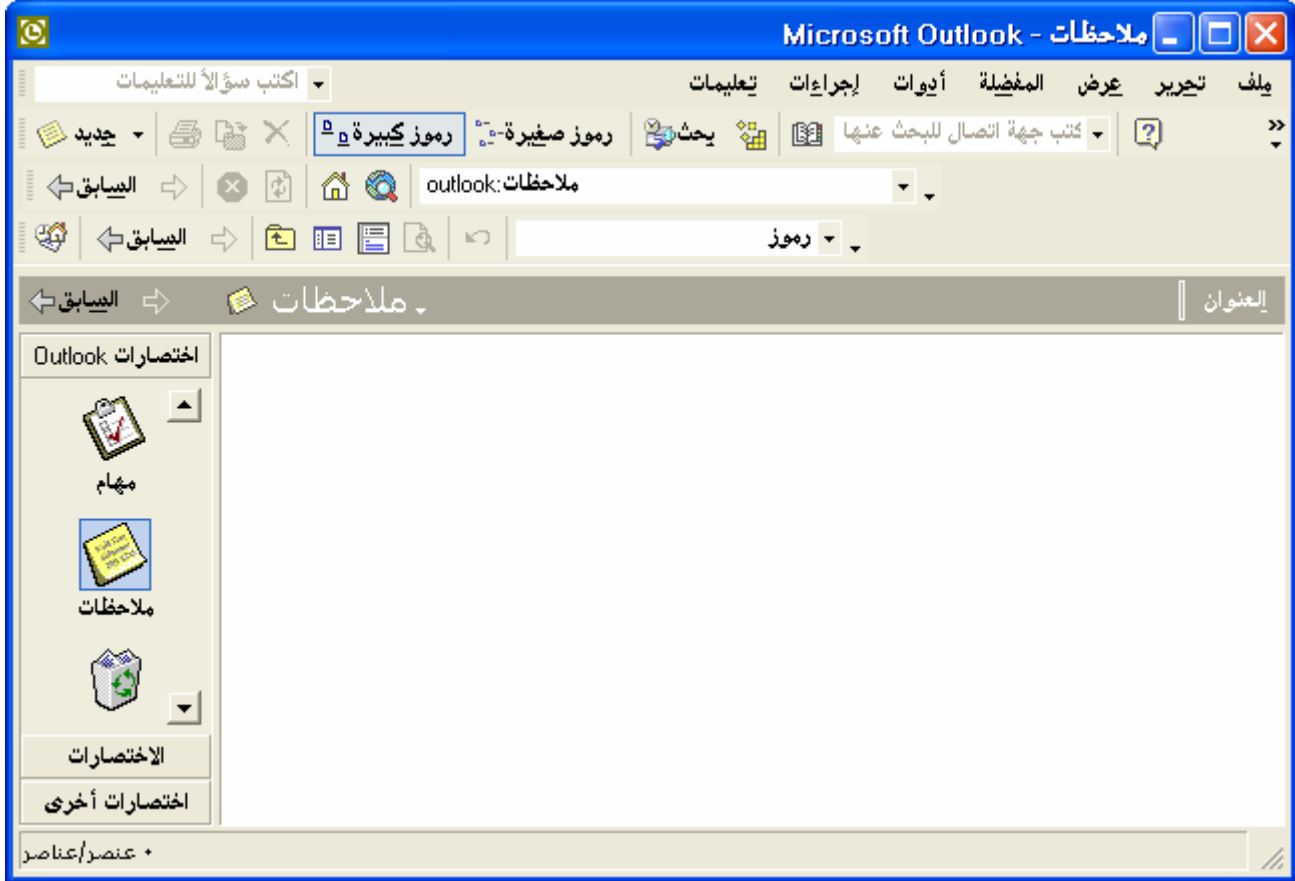 ملاحظات - Microsoft Outlook
ملف تحرير عرض المفضلة أدوات إجراءات تعليمات اكتب سؤالاً للتعليمات
جديد رموز كبيرة رموز صغيرة بحث كتب جهة اتصال للبحث عنها
السابق outlook:ملاحظات
السابق رموز
السابق ملاحظات العنوان
اختصارات Outlook
مهام
ملاحظات
الاختصارات
اختصارات أخرى
٠ عنصر/عناصر